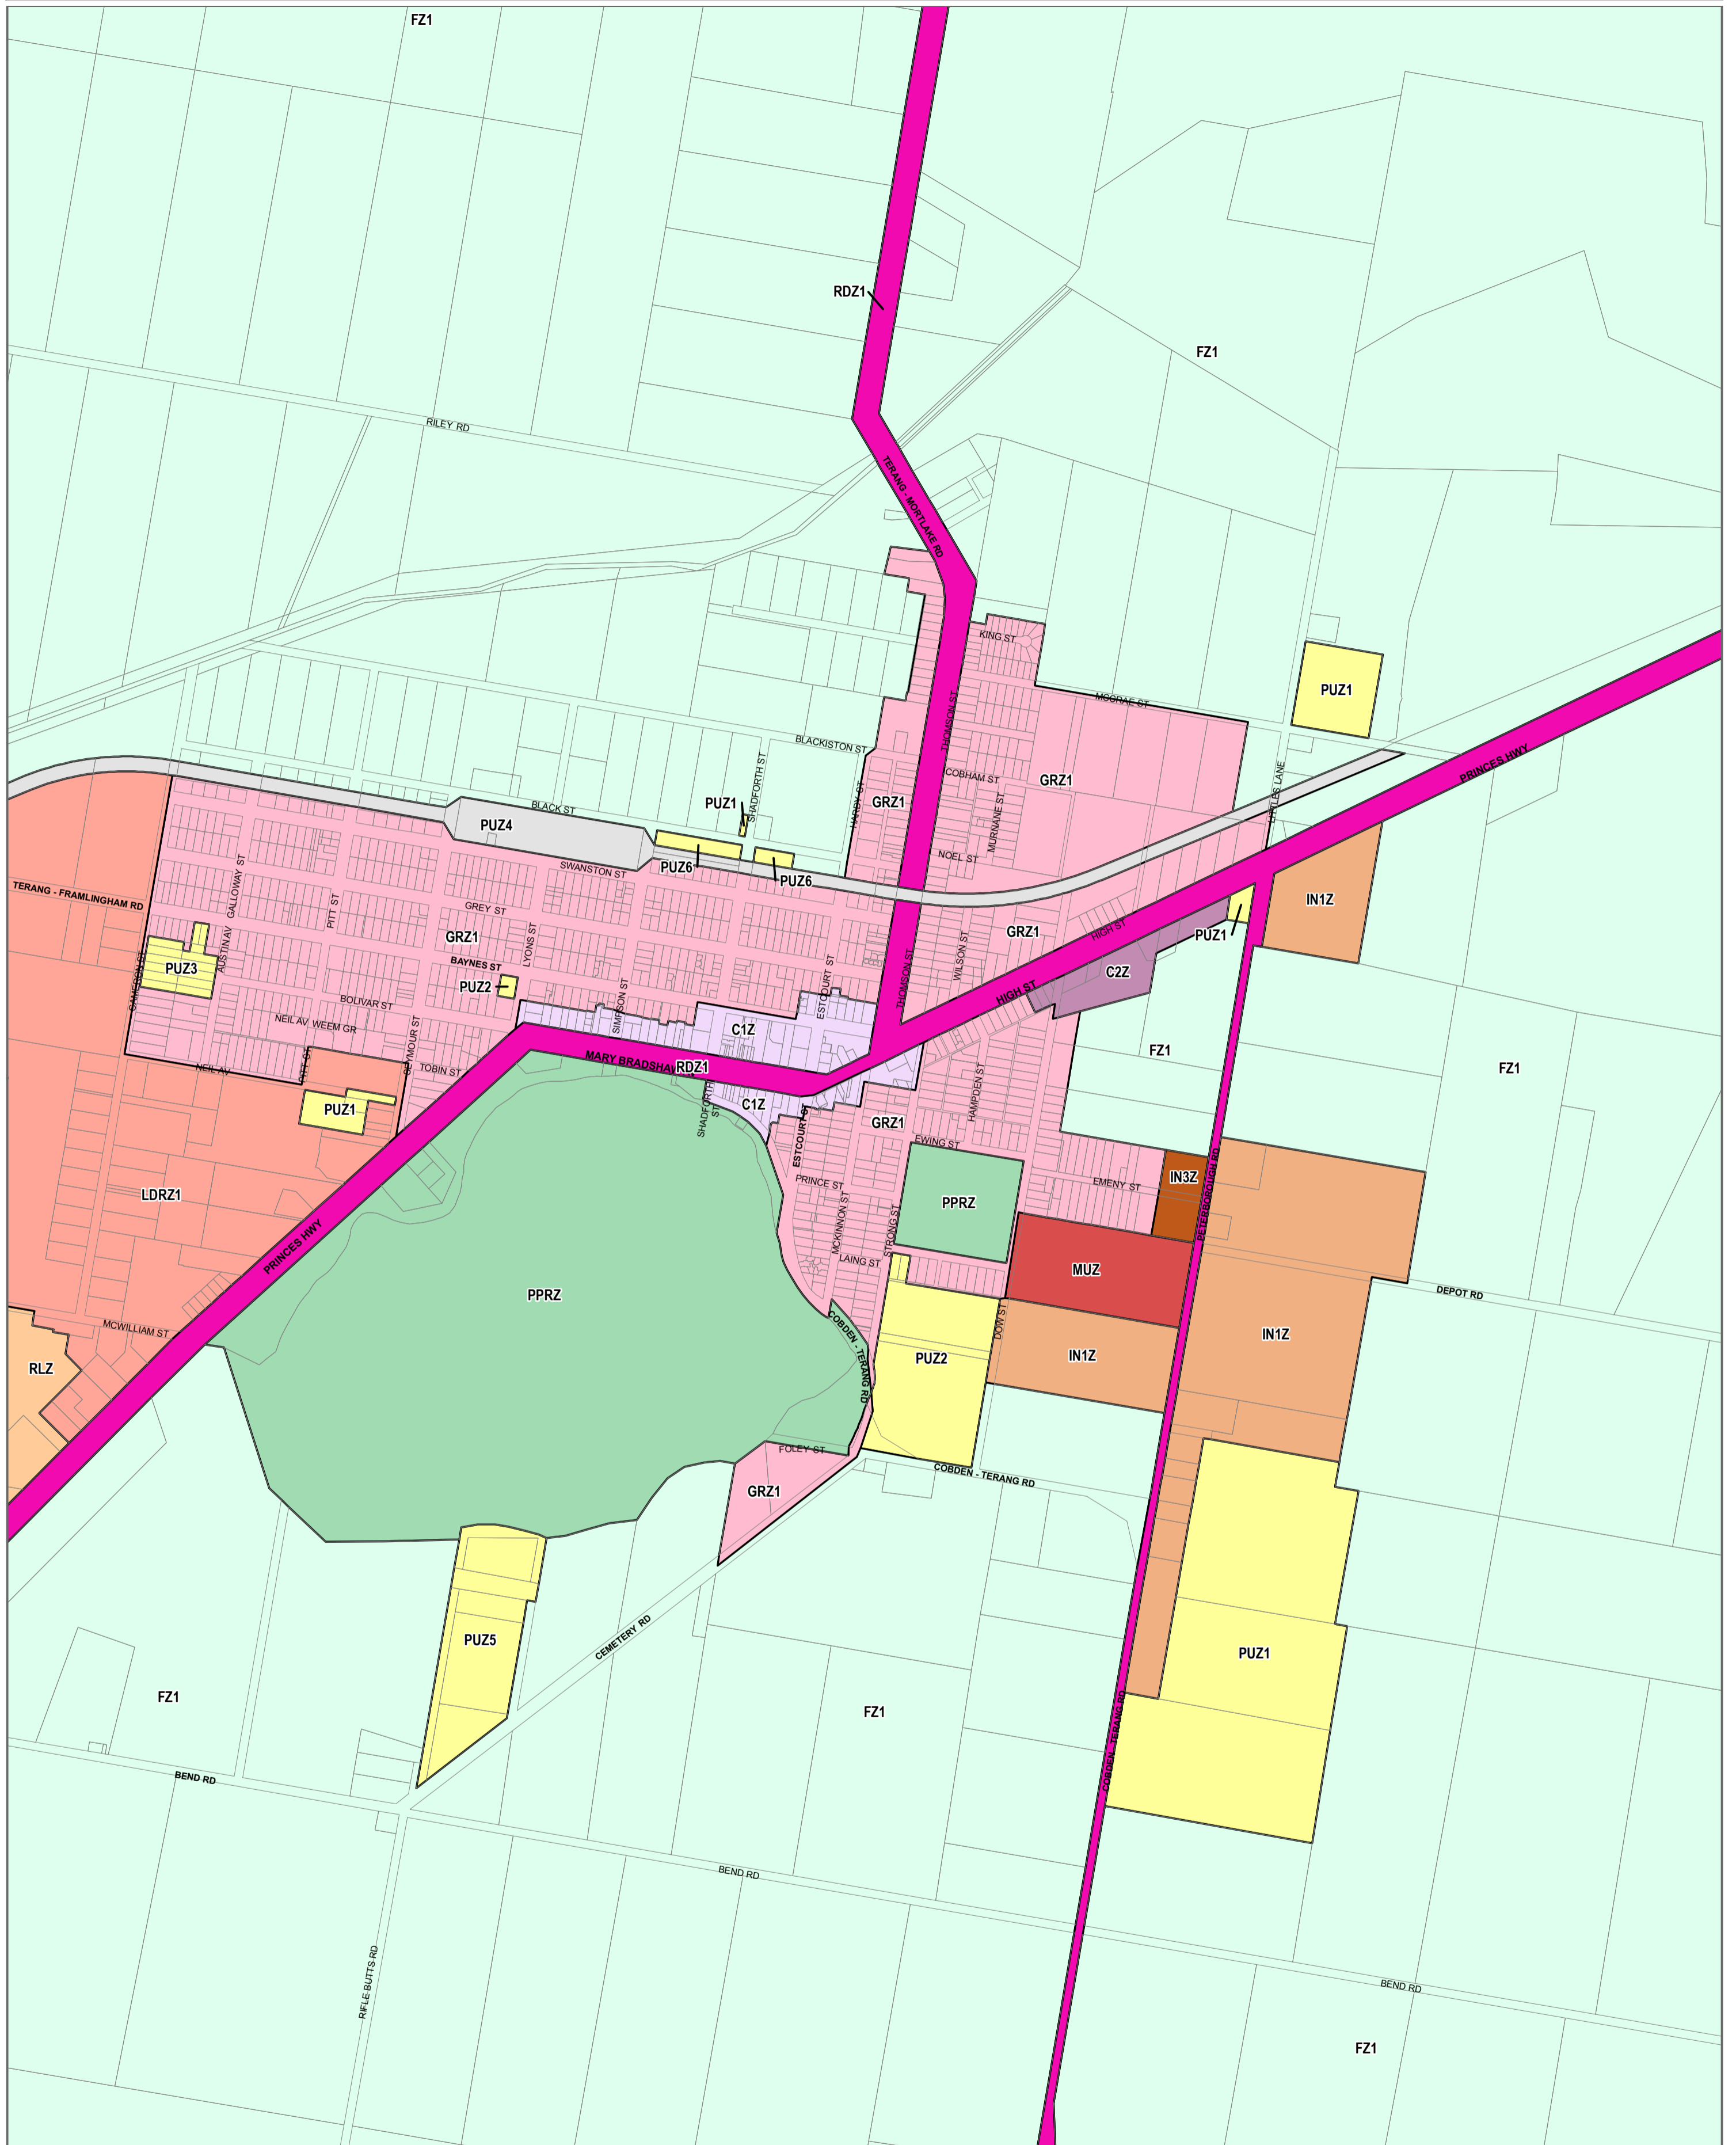 FZ1
RDZ1
FZ1
RILEY RD
TERANG - MORTLAKE RD
KING ST
MCCRAE ST
PUZ1
THOMSON ST
BLACKISTON ST
PRINCES HWY
COBHAM ST
GRZ1
SHADFORTH ST
LITTLES LANE
HARDY ST
GRZ1
PUZ1
BLACK ST
MURNANE ST
PUZ4
NOEL ST
SWANSTON ST
PUZ6
PUZ6
TERANG - FRAMLINGHAM RD
GALLOWAY ST
PITT ST
GREY ST
IN1Z
GRZ1
LYONS ST
GRZ1
HIGH ST
PUZ1
AUSTIN AV
WILSON ST
BAYNES ST
PUZ3
CAMERON ST
C2Z
PUZ2
THOMSON ST
ESTCOURT ST
HIGH ST
BOLIVAR ST
SIMPSON ST
NEIL AV
WEEM GR
C1Z
SEYMOUR ST
FZ1
PITT ST
MARY BRADSHAW
RDZ1
NEIL AV
TOBIN ST
FZ1
HAMPDEN ST
PUZ1
C1Z
SHADFORTH ST
ESTCOURT ST
GRZ1
EWING ST
PRINCE ST
EMENY ST
IN3Z
LDRZ1
PPRZ
PETERBOROUGH RD
MCKINNON ST
STRONG ST
PRINCES HWY
LAING ST
MUZ
PPRZ
DEPOT RD
MCWILLIAM ST
COBDEN - TERANG RD
DOW ST
IN1Z
RLZ
PUZ2
IN1Z
FOLEY ST
COBDEN - TERANG RD
GRZ1
CEMETERY RD
PUZ5
PUZ1
FZ1
FZ1
COBDEN - TERANG RD
BEND RD
BEND RD
RIFLE BUTTS RD
BEND RD
FZ1